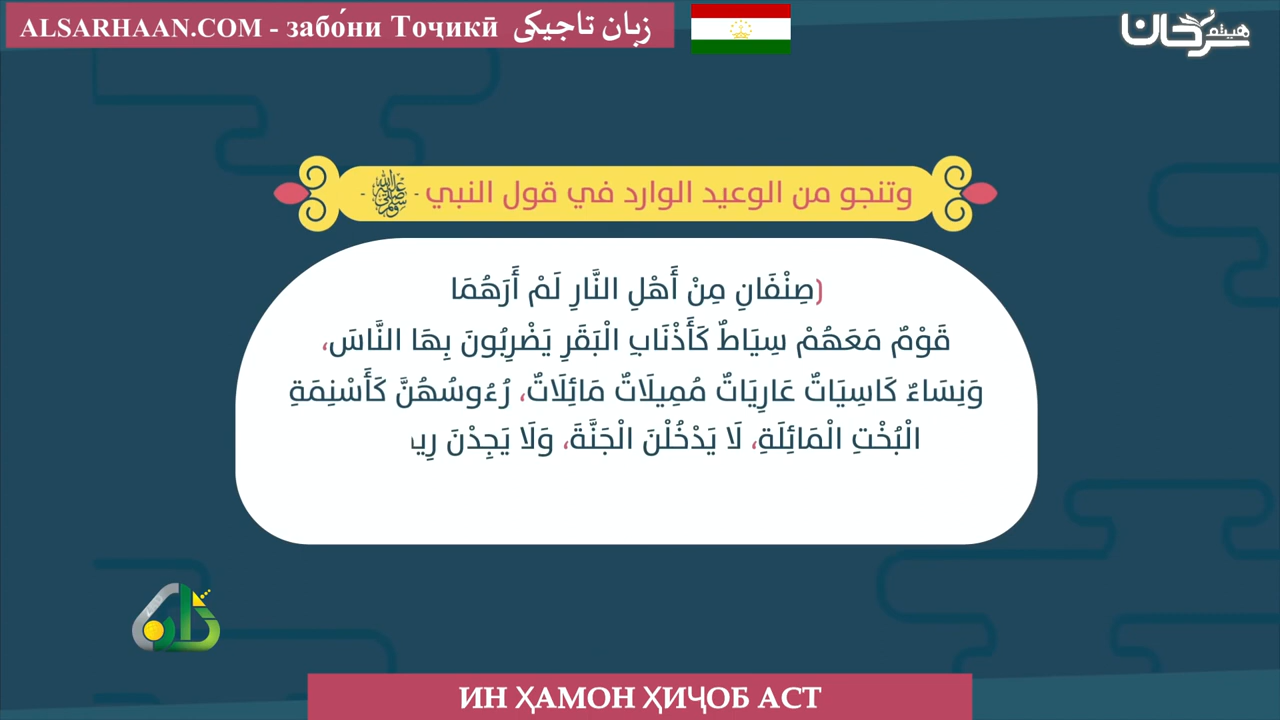 ALSARHAAN.COM - забо́ни Тоҷикӣ زبان تاجیکی
هيتم سرحان
وتنجو من الوعيد الوارد في قول النبي - ﷺ -
(صِنْفَانِ مِنْ أَهْلِ النَّارِ لَمْ أَرَهُمَا
قَوْمٌ مَعَهُمْ سِيَاطٌ كَأَذْنَابِ الْبَقَرِ يَضْرِبُونَ بِهَا النَّاسَ،
وَنِسَاءٌ كَاسِيَاتٌ عَارِيَاتٌ مُمِيلَاتٌ مَائِلَاتٌ، رُءُوسُهُنَّ كَأَسْنِمَةِ
الْبُخْتِ الْمَائِلَةِ، لَا يَدْخُلْنَ الْجَنَّةَ، وَلَا يَجِدْنَ
ИН ҲАМОН ҲИҶОБ АСТ